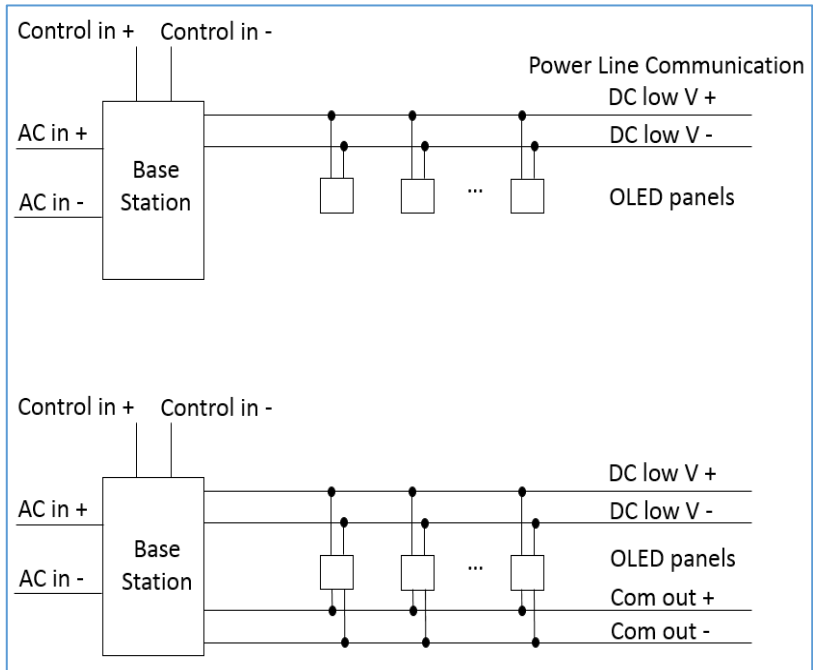 Control in + Control in -
Power Line Communication
DC low V +
AC in +
DC low V -
Base
Station
AC in -
...
OLED panels
Control in + Control in -
DC low V +
AC in +
DC low V -
Base
Station
OLED panels
...
AC in -
Com out +
Com out -